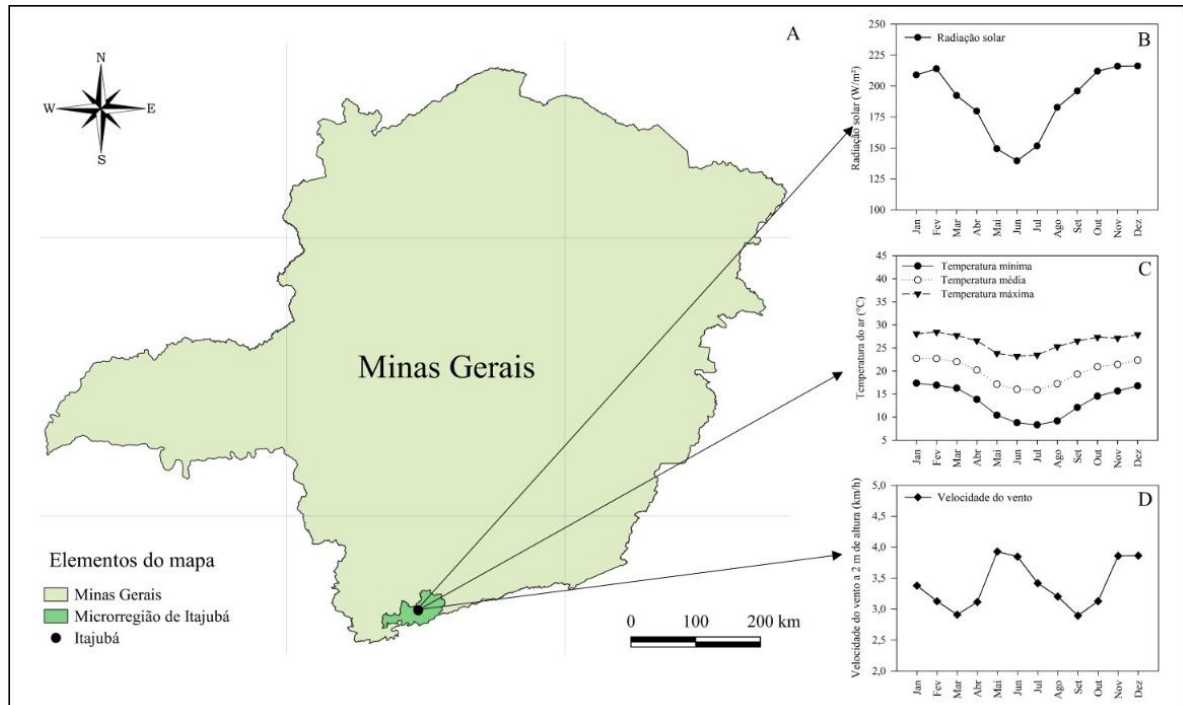 A
N
W
E
S
Minas Gerais
Elementos do mapa
Minas Gerais
Microrregião de Itajubá
Itajubá
0 100 200 km
B
Radiação solar
Radiação solar (W/m²)
250
225
200
175
150
125
100
Jan Fev Mar Abr Mai Jun Jul Ago Set Out Nov Dez
C
Temperatura mínima
Temperatura média
Temperatura máxima
Temperatura do ar (°C)
45
40
35
30
25
20
15
10
5
Jan Fev Mar Abr Mai Jun Jul Ago Set Out Nov Dez
D
Velocidade do vento
Velocidade do vento a 2 m de altura (km/h)
5,0
4,5
4,0
3,5
3,0
2,5
2,0
Jan Fev Mar Abr Mai Jun Jul Ago Set Out Nov Dez